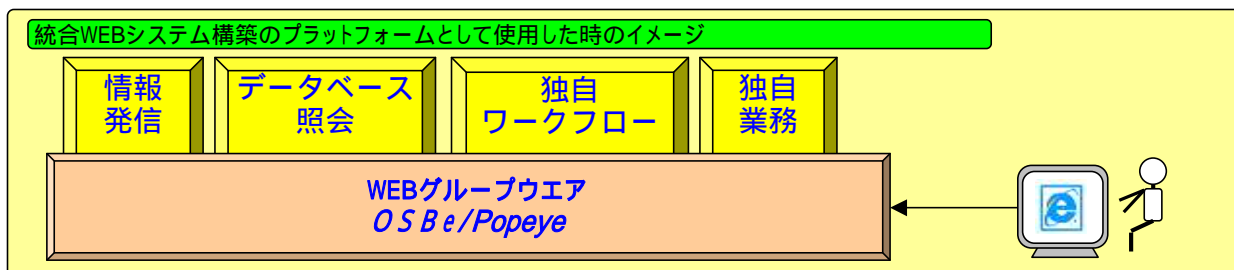 統合WEBシステム構築のプラットフォームとして使用した時のイメージ
情報
発信
データベース
照会
独自
ワークフロー
独自
業務
WEBグループウエア
OSBe/Popeye